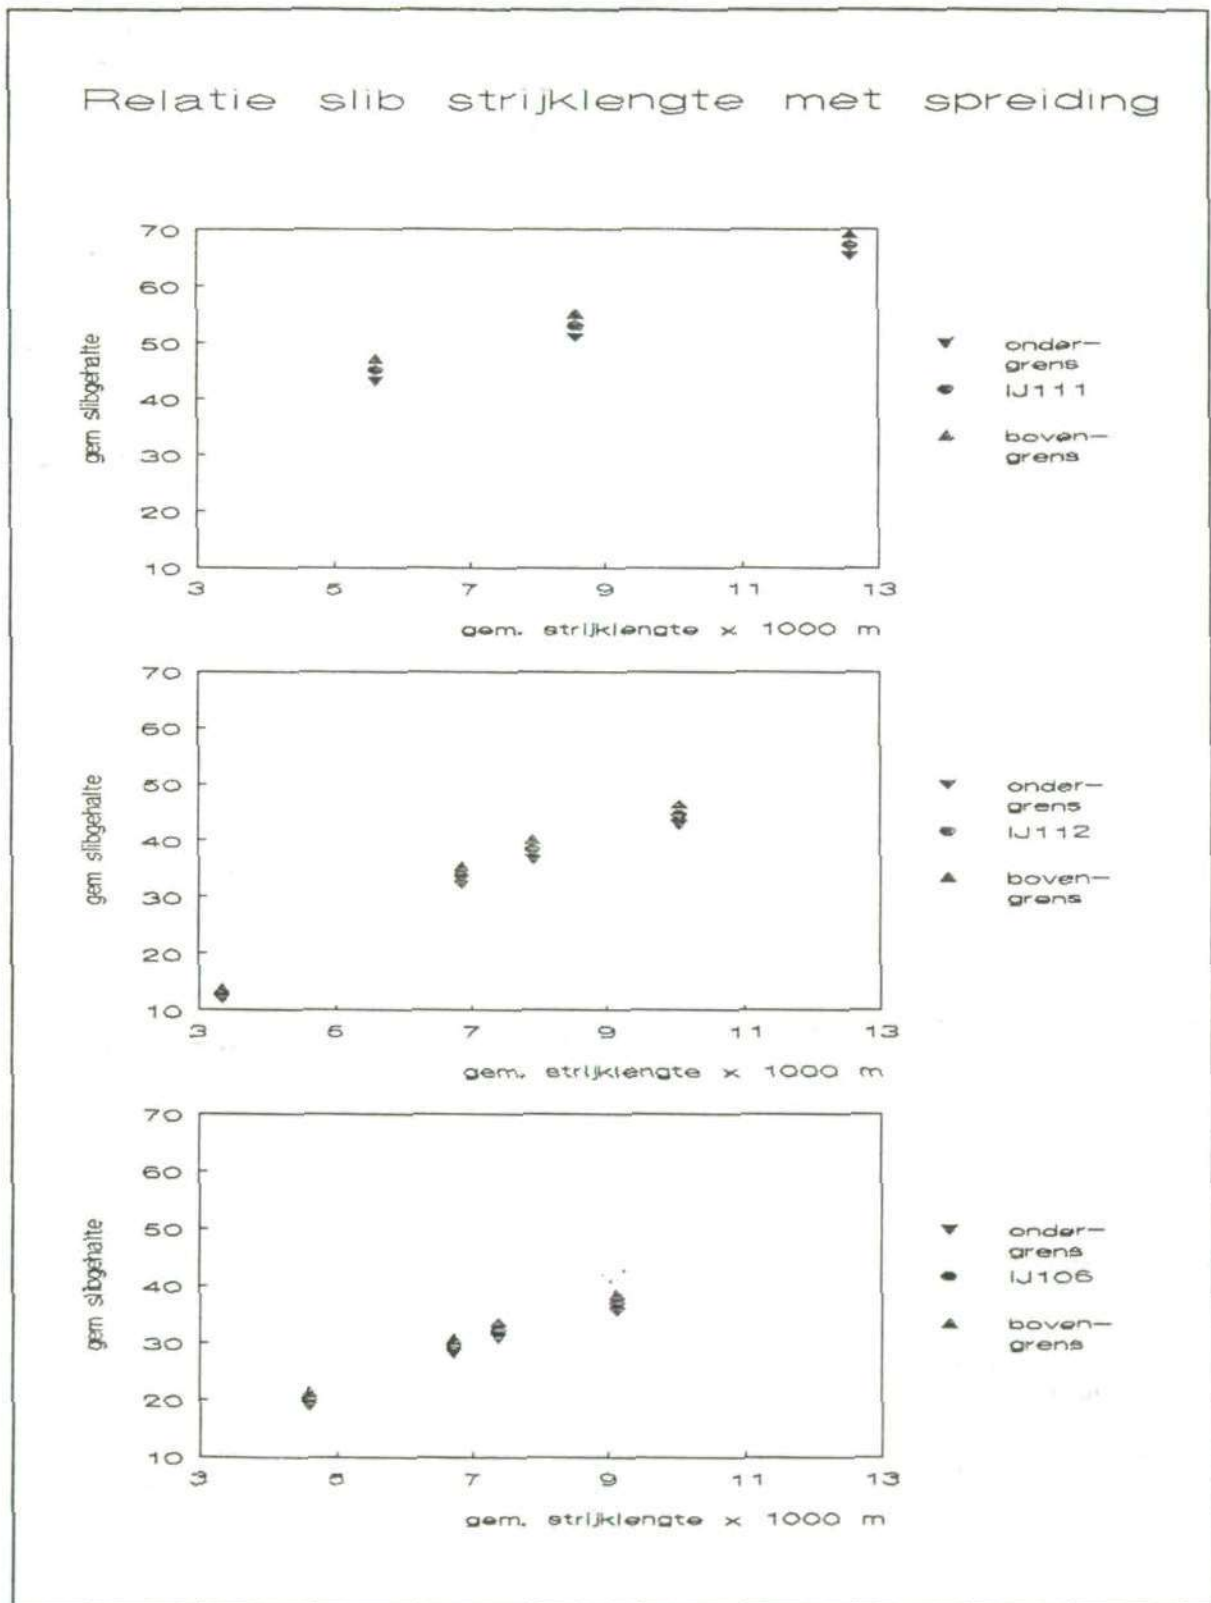 Relatie slib strijklengte met spreiding
70
60
50
40
30
20
10
gem slibgehalte
3 5 7 9 11 13
gem. strijklengte x 1000 m
onder-
grens
IJ111
boven-
grens
70
60
50
40
30
20
10
gem slibgehalte
3 5 7 9 11 13
gem. strijklengte x 1000 m
onder-
grens
IJ112
boven-
grens
70
60
50
40
30
20
10
gem slibgehalte
3 5 7 9 11 13
gem. strijklengte x 1000 m
onder-
grens
IJ106
boven-
grens